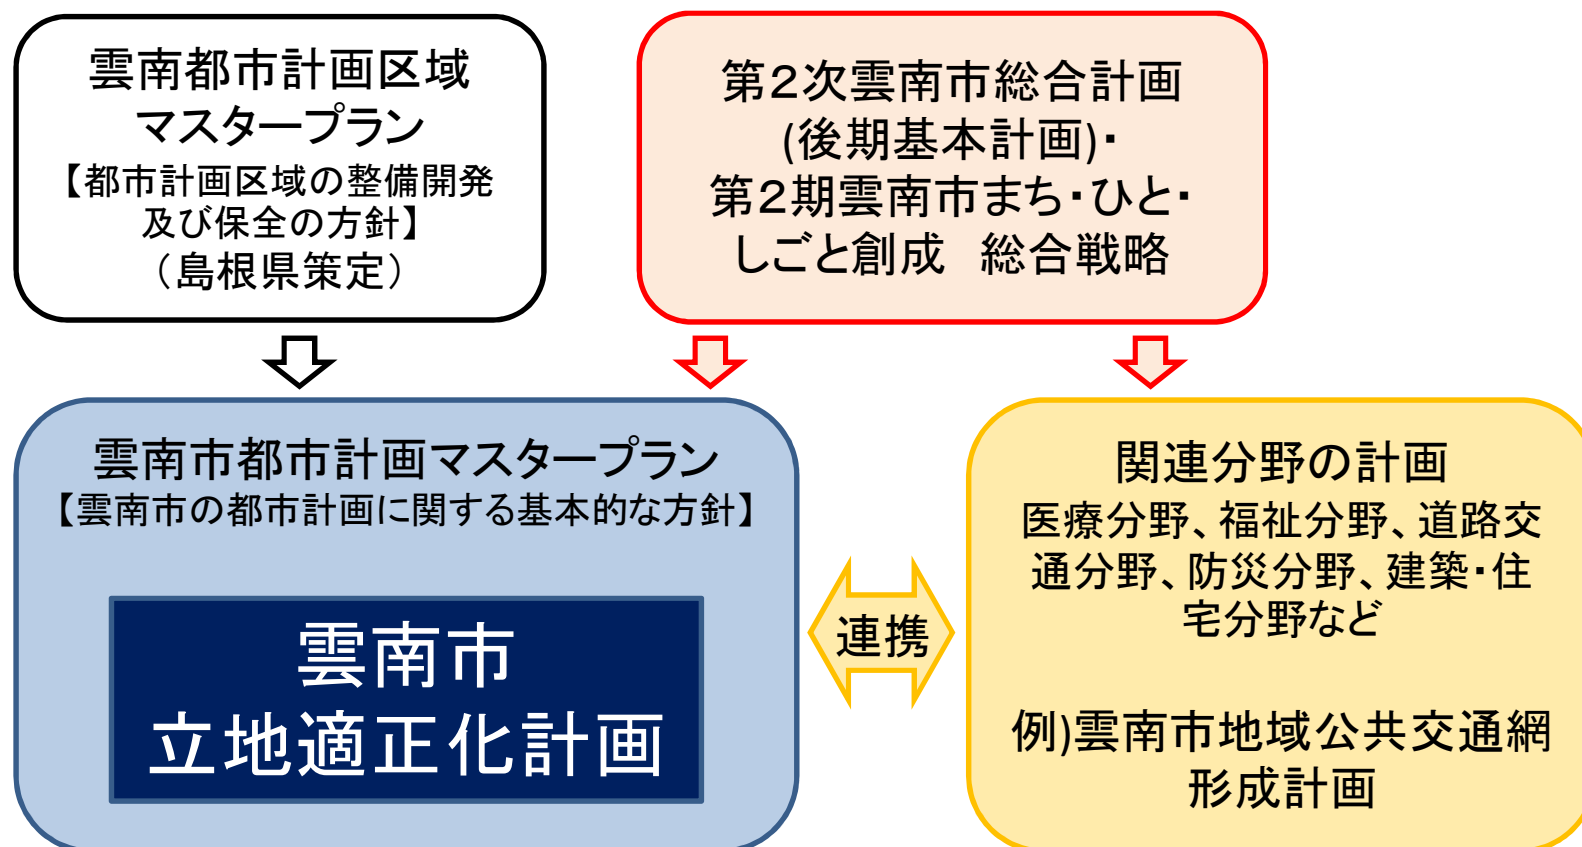 雲南都市計画区域
マスタープラン
【都市計画区域の整備開発
及び保全の方針】
（島根県策定）
第２次雲南市総合計画
(後期基本計画)・
第２期雲南市まち・ひと・
しごと創成　総合戦略
雲南市都市計画マスタープラン
【雲南市の都市計画に関する基本的な方針】
雲南市
立地適正化計画
連携
関連分野の計画
医療分野、福祉分野、道路交
通分野、防災分野、建築・住
宅分野など
例)雲南市地域公共交通網
形成計画